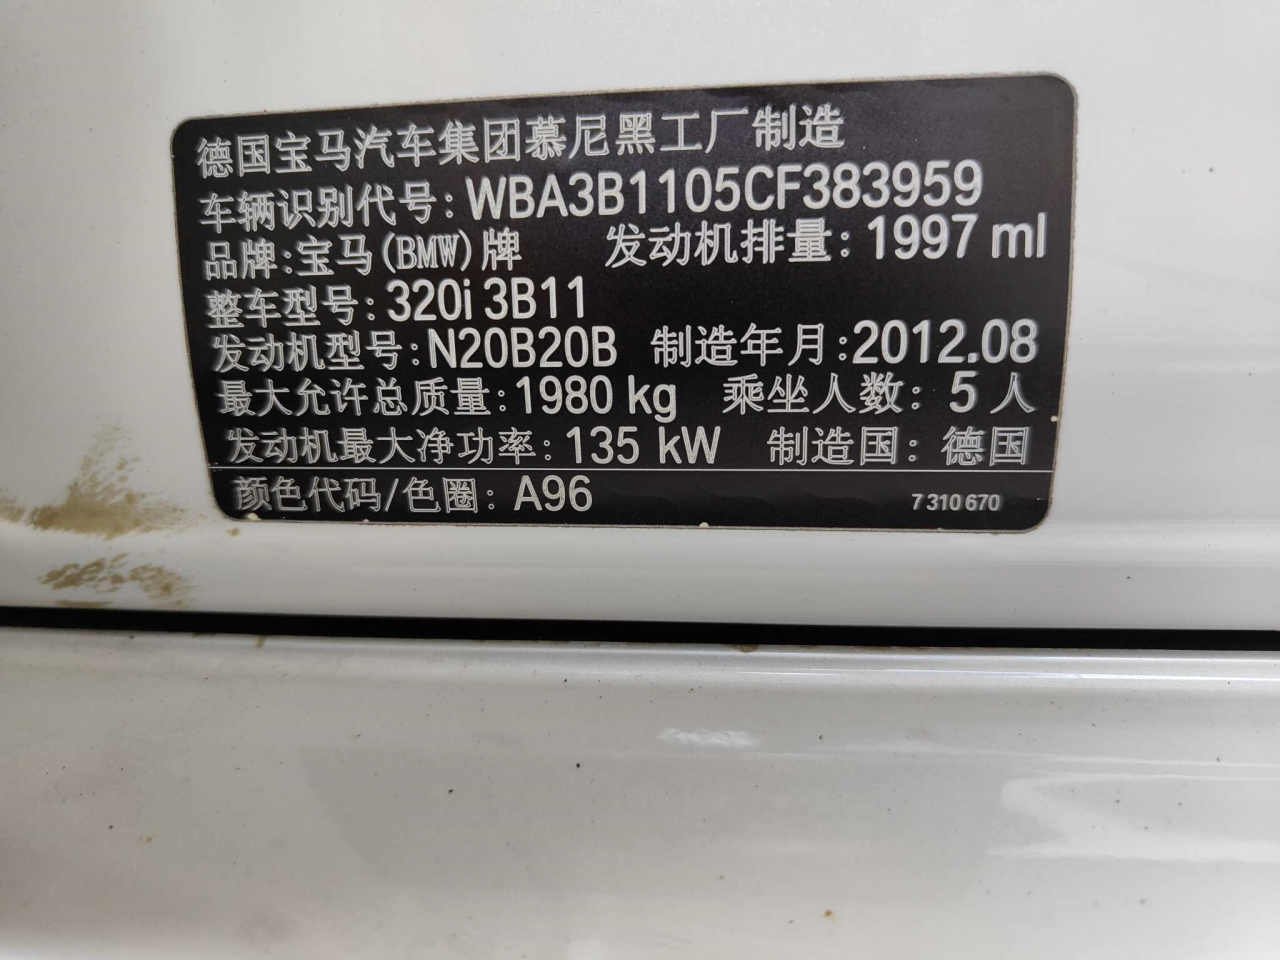 德国宝马汽车集团慕尼黑工厂制造
车辆识别代号: WBA3B1105CF383959
品牌:宝马(BMW)牌 发动机排量: 1997 ml
整车型号: 320i 3B11
发动机型号: N20B20B 制造年月:2012.08
最大允许总质量:1980 kg 乘坐人数: 5 人
发动机最大净功率: 135 kW 制造国: 德国
颜色代码/色圈: A96 7 310 670